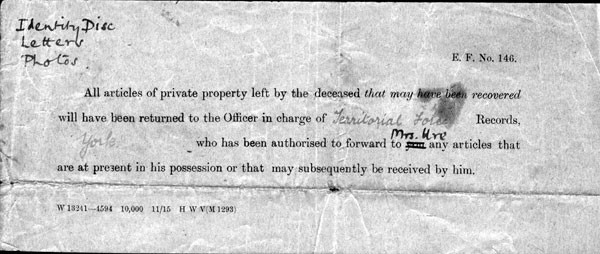 Identity Disc
Letters
Photos.
E. F. No. 146.
All articles of private property left by the deceased that may have been recovered
will have been returned to the Officer in charge of Territorial Force Records,
York who has been authorised to forward to Mrs. Ure any articles that
are at present in his possession or that may subsequently be received by him.
W 13241—4594 10,000 11/15 H W V(M 1293)